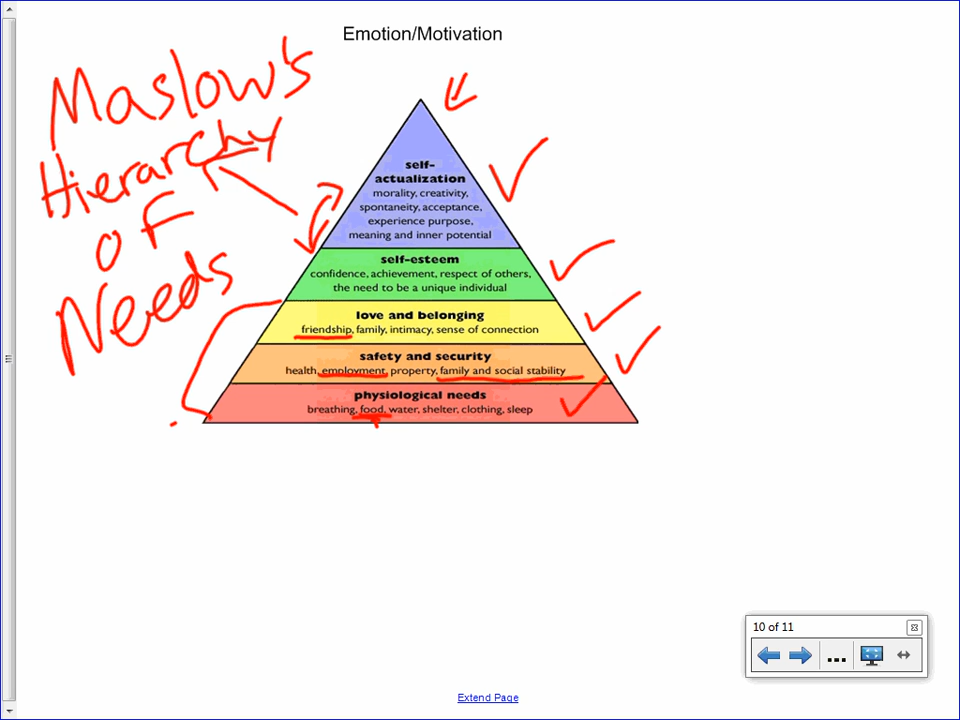 Emotion/Motivation
Maslow's
Hierarchy
of
Needs
self-
actualization
morality, creativity,
spontaneity, acceptance,
experience purpose,
meaning and inner potential
self-esteem
confidence, achievement, respect of others,
the need to be a unique individual
love and belonging
friendship, family, intimacy, sense of connection
safety and security
health, employment, property, family and social stability
physiological needs
breathing, food, water, shelter, clothing, sleep
10 of 11
...
Extend Page